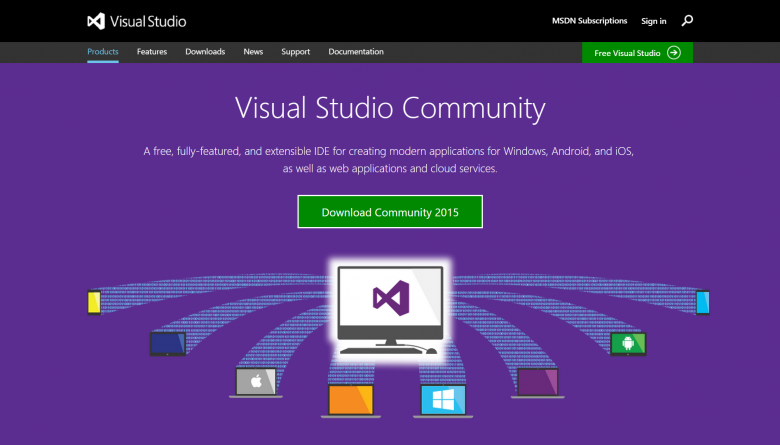 Visual Studio
MSDN Subscriptions Sign in
Products Features Downloads News Support Documentation
Free Visual Studio
Visual Studio Community
A free, fully-featured, and extensible IDE for creating modern applications for Windows, Android, and iOS,
as well as web applications and cloud services.
Download Community 2015